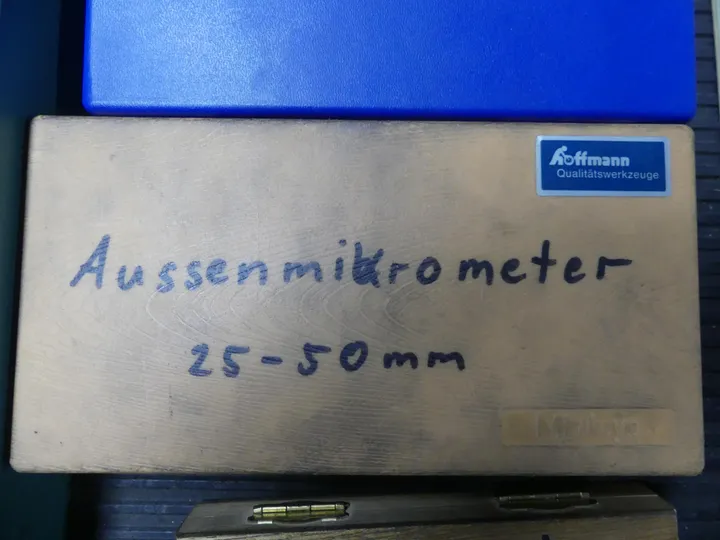 Hoffmann
Qualitätswerkzeuge
Aussenmikrometer
25-50mm